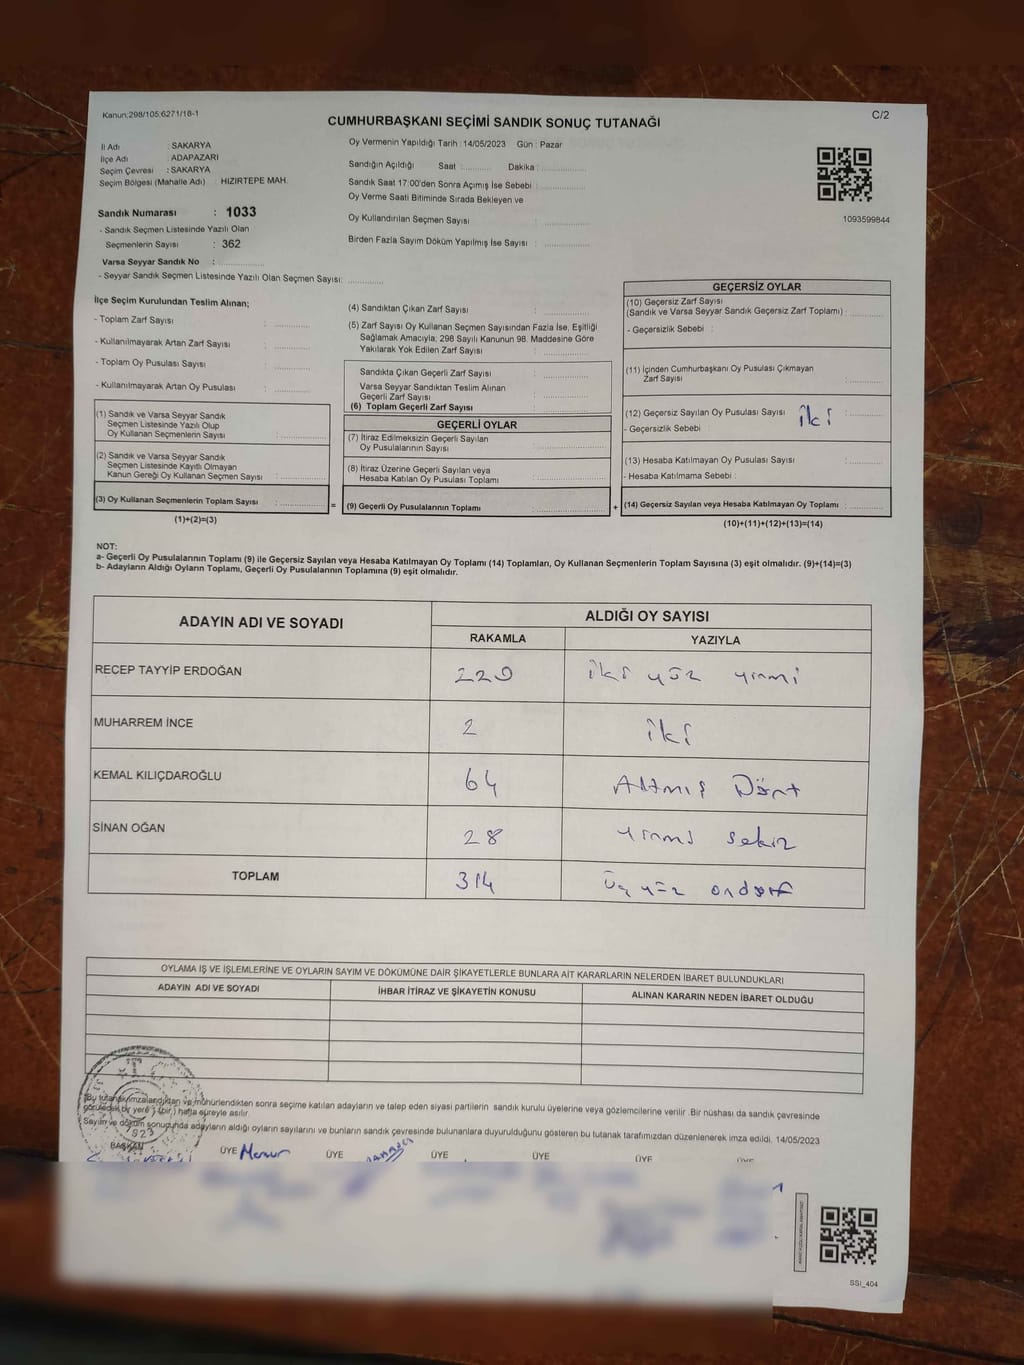 Kanun;298/105;6271/16-1
C/2
CUMHURBAŞKANI SEÇİMİ SANDIK SONUÇ TUTANAĞI
İl Adı : SAKARYA
İlçe Adı : ADAPAZARI
Seçim Çevresi : SAKARYA
Seçim Bölgesi (Mahalle Adı) : HIZIRTEPE MAH.
Sandık Numarası : 1033
- Sandık Seçmen Listesinde Yazılı Olan
Seçmenlerin Sayısı : 362
Varsa Seyyar Sandık No : ..............
- Seyyar Sandık Seçmen Listesinde Yazılı Olan Seçmen Sayısı: ............
Oy Vermenin Yapıldığı Tarih : 14/05/2023 Gün : Pazar
Sandığın Açıldığı Saat : .......... Dakika : ..............
Sandık Saat 17:00'den Sonra Açımış İse Sebebi : ..............
Oy Verme Saati Bitiminde Sırada Bekleyen ve
Oy Kullandırılan Seçmen Sayısı : ..............
Birden Fazla Sayım Döküm Yapılmış İse Sayısı : ..............
1093599844
İlçe Seçim Kurulundan Teslim Alınan;
- Toplam Zarf Sayısı : ............
- Kullanılmayarak Artan Zarf Sayısı : ............
- Toplam Oy Pusulası Sayısı : ............
- Kullanılmayarak Artan Oy Pusulası : ............
(1) Sandık ve Varsa Seyyar Sandık
Seçmen Listesinde Yazılı Olup
Oy Kullanan Seçmenlerin Sayısı : ..............
(2) Sandık ve Varsa Seyyar Sandık
Seçmen Listesinde Kayıtlı Olmayan
Kanun Gereği Oy Kullanan Seçmen Sayısı : ..............
(3) Oy Kullanan Seçmenlerin Toplam Sayısı : ..............
(1)+(2)=(3)
(4) Sandıktan Çıkan Zarf Sayısı : ..............
(5) Zarf Sayısı Oy Kullanan Seçmen Sayısından Fazla İse, Eşitliği
Sağlamak Amacıyla; 298 Sayılı Kanunun 98. Maddesine Göre
Yakılarak Yok Edilen Zarf Sayısı : ..............
Sandıkta Çıkan Geçerli Zarf Sayısı : ..............
Varsa Seyyar Sandıktan Teslim Alınan
Geçerli Zarf Sayısı : ..............
(6) Toplam Geçerli Zarf Sayısı : ..............
GEÇERLİ OYLAR
(7) İtiraz Edilmeksizin Geçerli Sayılan
Oy Pusulalarının Sayısı : ..............
(8) İtiraz Üzerine Geçerli Sayılan veya
Hesaba Katılan Oy Pusulası Toplamı : ..............
= (9) Geçerli Oy Pusulalarının Toplamı : .............. +
GEÇERSİZ OYLAR
(10) Geçersiz Zarf Sayısı
(Sandık ve Varsa Seyyar Sandık Geçersiz Zarf Toplamı) : ............
- Geçersizlik Sebebi :
(11) İçinden Cumhurbaşkanı Oy Pusulası Çıkmayan
Zarf Sayısı : ............
(12) Geçersiz Sayılan Oy Pusulası Sayısı iki : ............
- Geçersizlik Sebebi :
(13) Hesaba Katılmayan Oy Pusulası Sayısı : ............
- Hesaba Katılmama Sebebi :
(14) Geçersiz Sayılan veya Hesaba Katılmayan Oy Toplamı : ............
(10)+(11)+(12)+(13)=(14)
NOT:
a- Geçerli Oy Pusulalarının Toplamı (9) ile Geçersiz Sayılan veya Hesaba Katılmayan Oy Toplamı (14) Toplamları, Oy Kullanan Seçmenlerin Toplam Sayısına (3) eşit olmalıdır. (9)+(14)=(3)
b- Adayların Aldığı Oyların Toplamı, Geçerli Oy Pusulalarının Toplamına (9) eşit olmalıdır.
ADAYIN ADI VE SOYADI
ALDIĞI OY SAYISI
RAKAMLA YAZIYLA
RECEP TAYYİP ERDOĞAN 220 iki yüz yirmi
MUHARREM İNCE 2 iki
KEMAL KILIÇDAROĞLU 64 Altmış Dört
SİNAN OĞAN 28 yirmi sekiz
TOPLAM 314 üç yüz ondört
OYLAMA İŞ VE İŞLEMLERİNE VE OYLARIN SAYIM VE DÖKÜMÜNE DAİR ŞİKAYETLERLE BUNLARA AİT KARARLARIN NELERDEN İBARET BULUNDUKLARI
ADAYIN ADI VE SOYADI İHBAR İTİRAZ VE ŞİKAYETİN KONUSU ALINAN KARARIN NEDEN İBARET OLDUĞU
Bu tutanak imzalandıktan ve mühürlendikten sonra seçime katılan adayların ve talep eden siyasi partilerin sandık kurulu üyelerine veya gözlemcilerine verilir .Bir nüshası da sandık çevresinde
görülecek bir yere 1 (bir ) hafta süreyle asılır.
Sayım ve döküm sonucunda adayların aldığı oyların sayılarını ve bunların sandık çevresinde bulunanlara duyurulduğunu gösteren bu tutanak tarafımızdan düzenlenerek imza edildi, 14/05/2023
BAŞKAN ÜYE Memur ÜYE ÜYE ÜYE ÜYE
T.C.
1923
SSİ_404